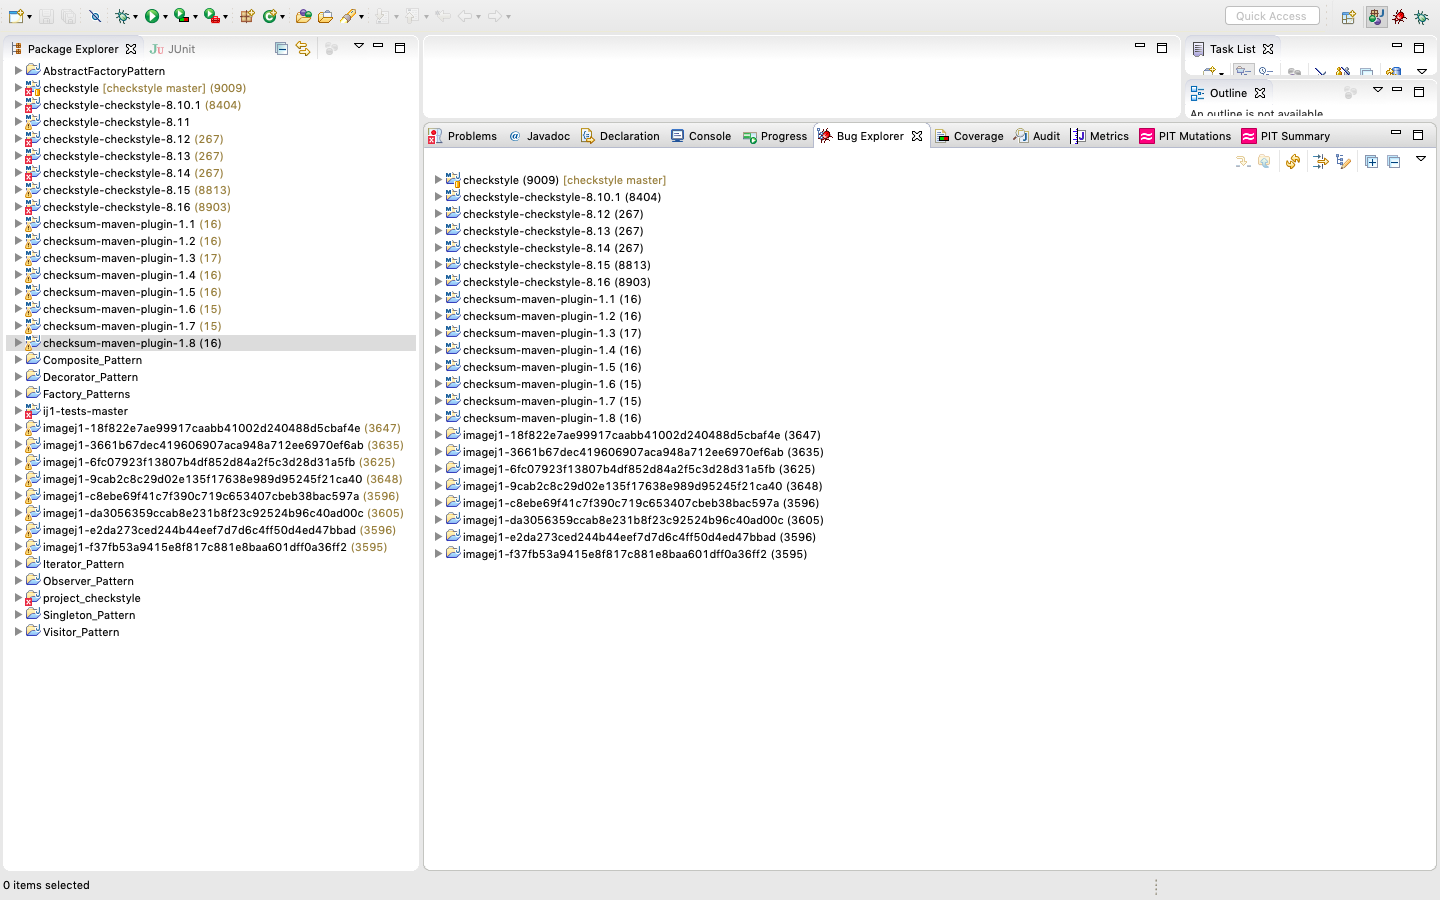 Quick Access
Package Explorer
JUnit
AbstractFactoryPattern
checkstyle [checkstyle master] (9009)
checkstyle-checkstyle-8.10.1 (8404)
checkstyle-checkstyle-8.11
checkstyle-checkstyle-8.12 (267)
checkstyle-checkstyle-8.13 (267)
checkstyle-checkstyle-8.14 (267)
checkstyle-checkstyle-8.15 (8813)
checkstyle-checkstyle-8.16 (8903)
checksum-maven-plugin-1.1 (16)
checksum-maven-plugin-1.2 (16)
checksum-maven-plugin-1.3 (17)
checksum-maven-plugin-1.4 (16)
checksum-maven-plugin-1.5 (16)
checksum-maven-plugin-1.6 (15)
checksum-maven-plugin-1.7 (15)
checksum-maven-plugin-1.8 (16)
Composite_Pattern
Decorator_Pattern
Factory_Patterns
ij1-tests-master
imagej1-18f822e7ae99917caabb41002d240488d5cbaf4e (3647)
imagej1-3661b67dec419606907aca948a712ee6970ef6ab (3635)
imagej1-6fc07923f13807b4df852d84a2f5c3d28d31a5fb (3625)
imagej1-9cab2c8c29d02e135f17638e989d95245f21ca40 (3648)
imagej1-c8ebe69f41c7f390c719c653407cbeb38bac597a (3596)
imagej1-da3056359ccab8e231b8f23c92524b96c40ad00c (3605)
imagej1-e2da273ced244b44eef7d7d6c4ff50d4ed47bbad (3596)
imagej1-f37fb53a9415e8f817c881e8baa601dff0a36ff2 (3595)
Iterator_Pattern
Observer_Pattern
project_checkstyle
Singleton_Pattern
Visitor_Pattern
Task List
Outline
An outline is not available.
Problems
Javadoc
Declaration
Console
Progress
Bug Explorer
Coverage
Audit
Metrics
PIT Mutations
PIT Summary
checkstyle (9009) [checkstyle master]
checkstyle-checkstyle-8.10.1 (8404)
checkstyle-checkstyle-8.12 (267)
checkstyle-checkstyle-8.13 (267)
checkstyle-checkstyle-8.14 (267)
checkstyle-checkstyle-8.15 (8813)
checkstyle-checkstyle-8.16 (8903)
checksum-maven-plugin-1.1 (16)
checksum-maven-plugin-1.2 (16)
checksum-maven-plugin-1.3 (17)
checksum-maven-plugin-1.4 (16)
checksum-maven-plugin-1.5 (16)
checksum-maven-plugin-1.6 (15)
checksum-maven-plugin-1.7 (15)
checksum-maven-plugin-1.8 (16)
imagej1-18f822e7ae99917caabb41002d240488d5cbaf4e (3647)
imagej1-3661b67dec419606907aca948a712ee6970ef6ab (3635)
imagej1-6fc07923f13807b4df852d84a2f5c3d28d31a5fb (3625)
imagej1-9cab2c8c29d02e135f17638e989d95245f21ca40 (3648)
imagej1-c8ebe69f41c7f390c719c653407cbeb38bac597a (3596)
imagej1-da3056359ccab8e231b8f23c92524b96c40ad00c (3605)
imagej1-e2da273ced244b44eef7d7d6c4ff50d4ed47bbad (3596)
imagej1-f37fb53a9415e8f817c881e8baa601dff0a36ff2 (3595)
0 items selected